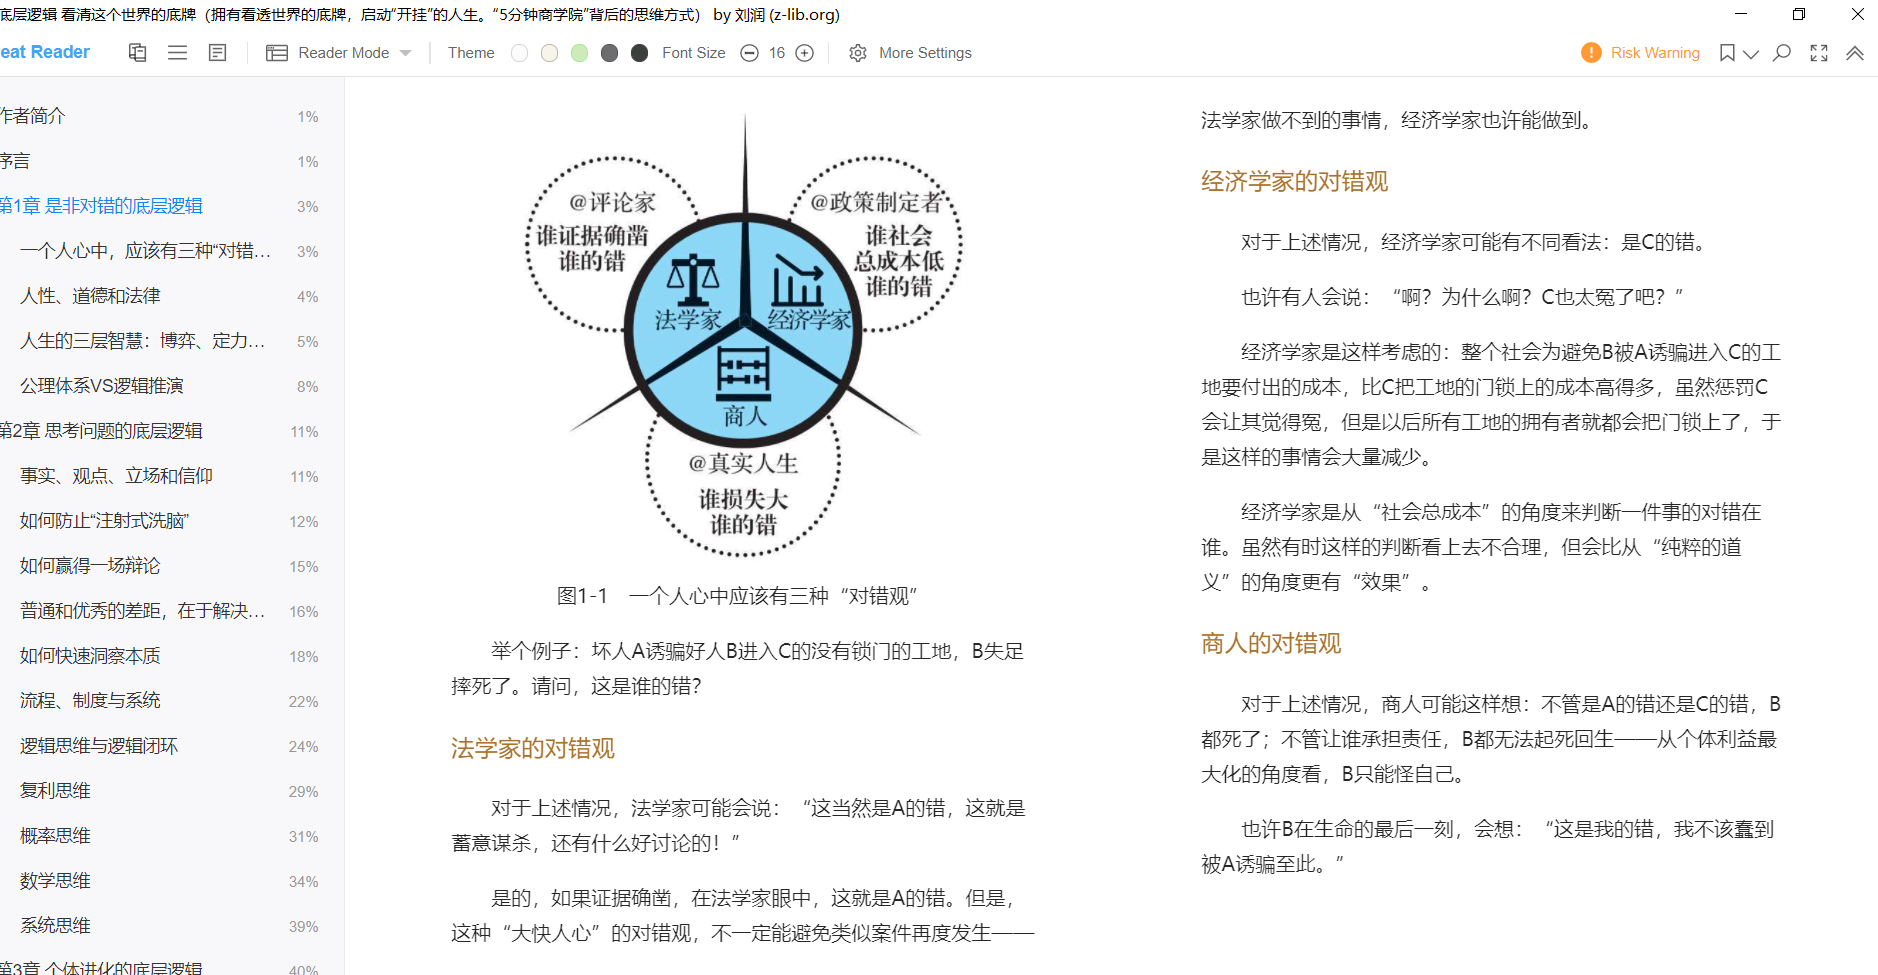 底层逻辑 看清这个世界的底牌（拥有看透世界的底牌，启动“开挂”的人生。“5分钟商学院”背后的思维方式） by 刘润 (z-lib.org)
eat Reader
Reader Mode
Theme
Font Size
16
More Settings
Risk Warning
作者简介 1%
序言 1%
第1章 是非对错的底层逻辑 3%
一个人心中，应该有三种“对错… 3%
人性、道德和法律 4%
人生的三层智慧：博弈、定力… 5%
公理体系VS逻辑推演 8%
第2章 思考问题的底层逻辑 11%
事实、观点、立场和信仰 11%
如何防止“注射式洗脑” 12%
如何赢得一场辩论 15%
普通和优秀的差距，在于解决… 16%
如何快速洞察本质 18%
流程、制度与系统 22%
逻辑思维与逻辑闭环 24%
复利思维 29%
概率思维 31%
数学思维 34%
系统思维 39%
第3章 个体进化的底层逻辑 40%
@评论家
谁证据确凿
谁的错
@政策制定者
谁社会
总成本低
谁的错
法学家
经济学家
商人
@真实人生
谁损失大
谁的错
图1-1 一个人心中应该有三种“对错观”
举个例子：坏人A诱骗好人B进入C的没有锁门的工地，B失足
摔死了。请问，这是谁的错？
法学家的对错观
对于上述情况，法学家可能会说：“这当然是A的错，这就是
蓄意谋杀，还有什么好讨论的！”
是的，如果证据确凿，在法学家眼中，这就是A的错。但是，
这种“大快人心”的对错观，不一定能避免类似案件再度发生——
法学家做不到的事情，经济学家也许能做到。
经济学家的对错观
对于上述情况，经济学家可能有不同看法：是C的错。
也许有人会说：“啊？为什么啊？C也太冤了吧？”
经济学家是这样考虑的：整个社会为避免B被A诱骗进入C的工
地要付出的成本，比C把工地的门锁上的成本高得多，虽然惩罚C
会让其觉得冤，但是以后所有工地的拥有者就都会把门锁上了，于
是这样的事情会大量减少。
经济学家是从“社会总成本”的角度来判断一件事的对错在
谁。虽然有时这样的判断看上去不合理，但会比从“纯粹的道
义”的角度更有“效果”。
商人的对错观
对于上述情况，商人可能这样想：不管是A的错还是C的错，B
都死了；不管让谁承担责任，B都无法起死回生——从个体利益最
大化的角度看，B只能怪自己。
也许B在生命的最后一刻，会想：“这是我的错，我不该蠢到
被A诱骗至此。”